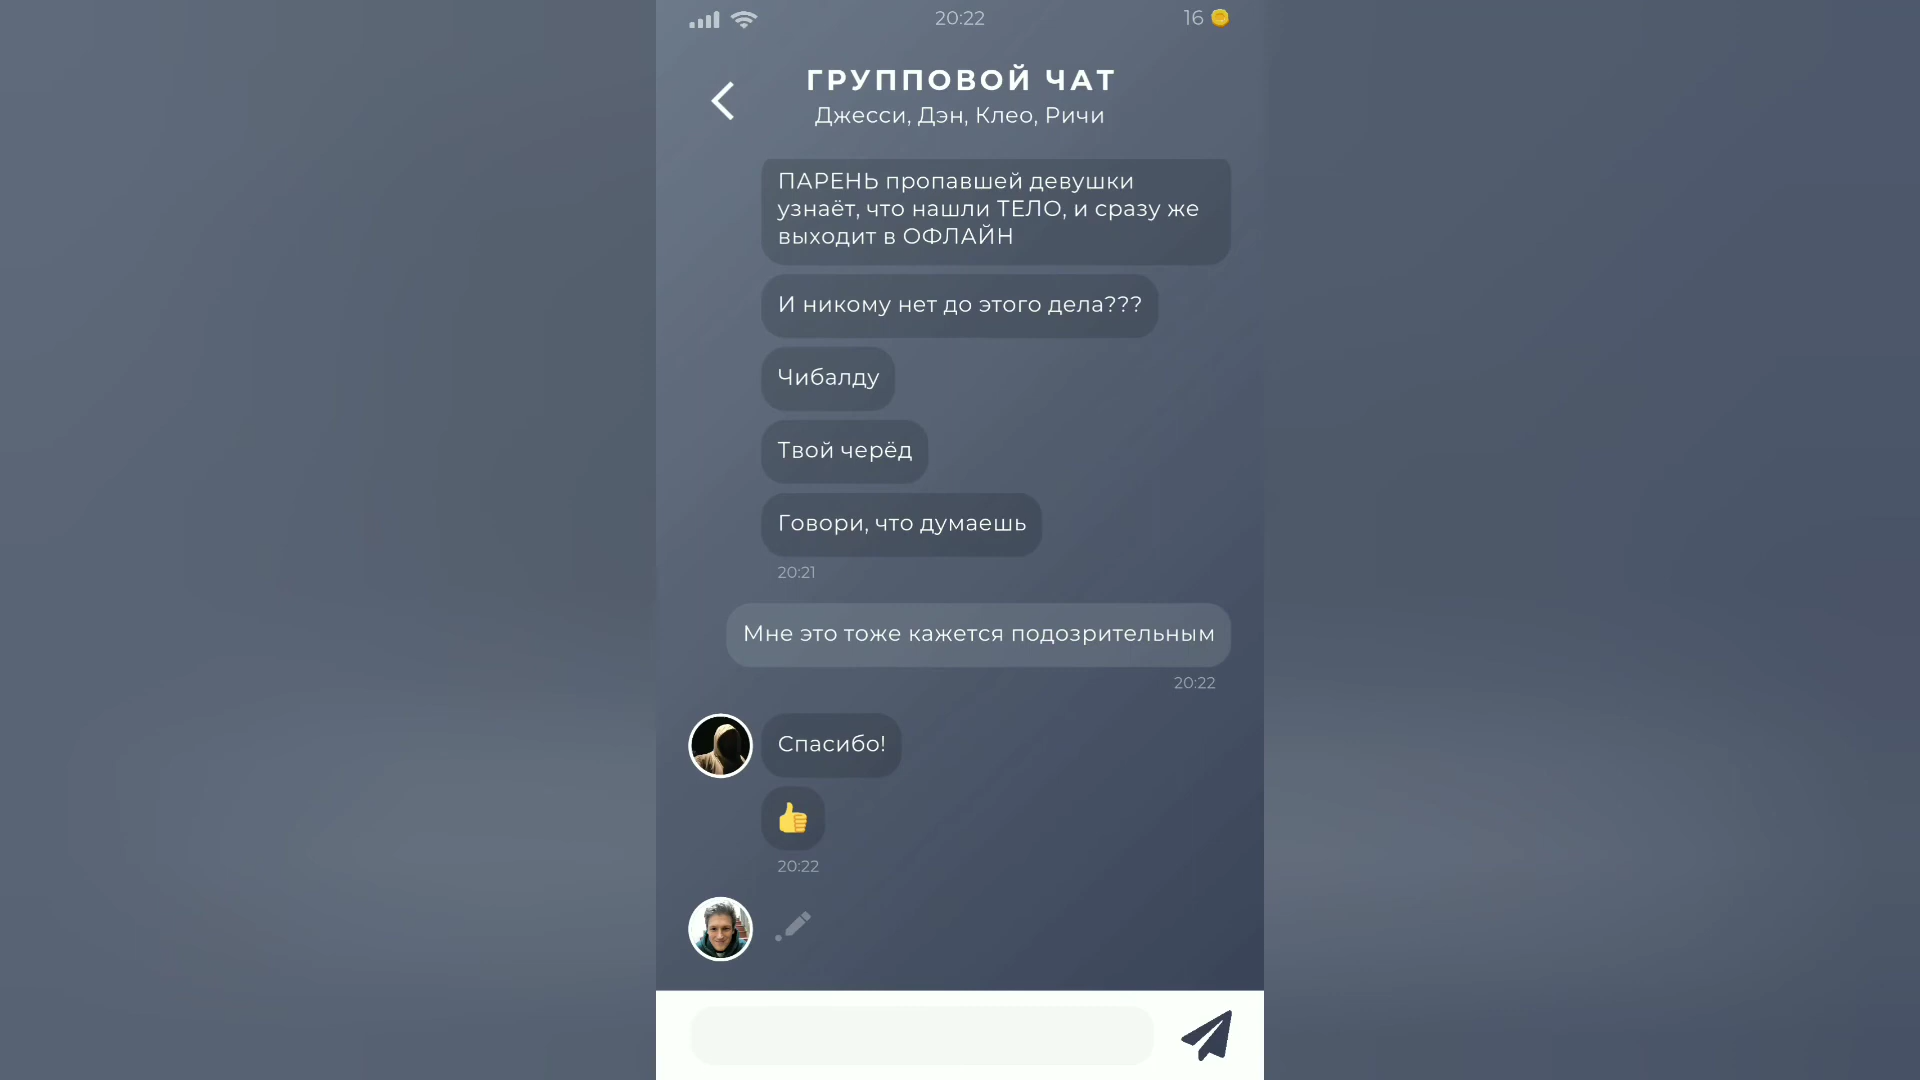 20:22
16
ГРУППОВОЙ ЧАТ
Джесси, Дэн, Клео, Ричи
ПАРЕНЬ пропавшей девушки
узнаёт, что нашли ТЕЛО, и сразу же
выходит в ОФЛАЙН
И никому нет до этого дела???
Чибалду
Твой черёд
Говори, что думаешь
20:21
Мне это тоже кажется подозрительным
20:22
Спасибо!
20:22